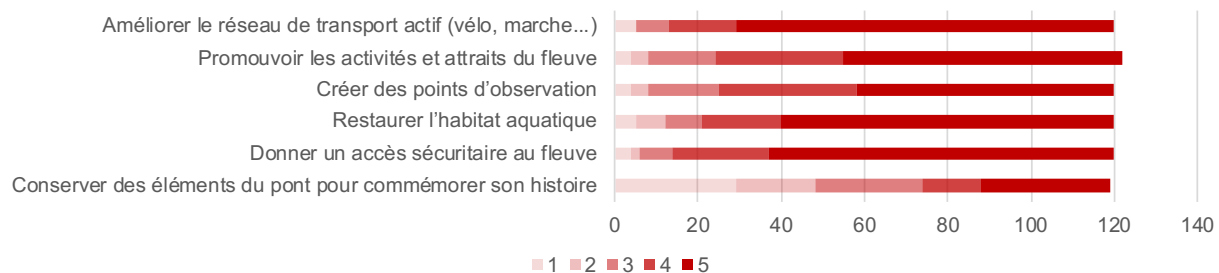 Améliorer le réseau de transport actif (vélo, marche...)
Promouvoir les activités et attraits du fleuve
Créer des points d’observation
Restaurer l’habitat aquatique
Donner un accès sécuritaire au fleuve
Conserver des éléments du pont pour commémorer son histoire
0 20 40 60 80 100 120 140
1 2 3 4 5